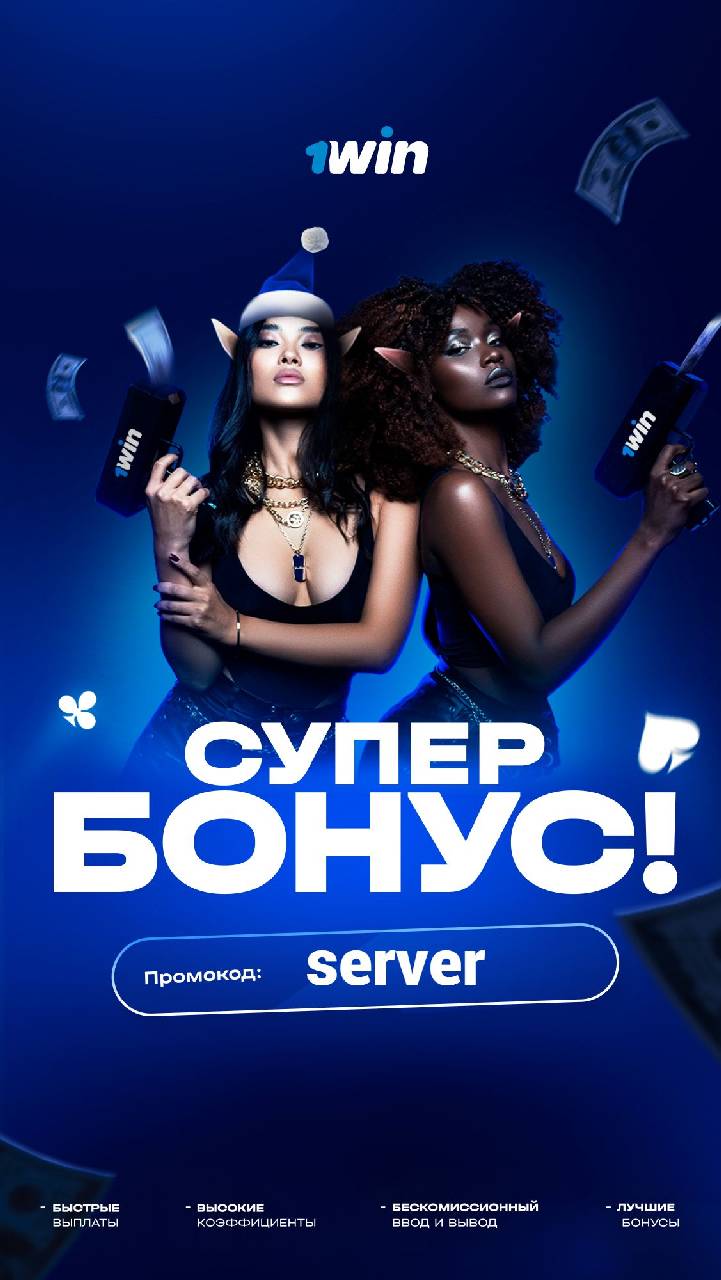 1win
1win
1win
СУПЕР
БОНУС!
Промокод: server
- БЫСТРЫЕ
ВЫПЛАТЫ
- ВЫСОКИЕ
КОЭФФИЦИЕНТЫ
- БЕСКОМИССИОННЫЙ
ВВОД И ВЫВОД
- ЛУЧШИЕ
БОНУСЫ